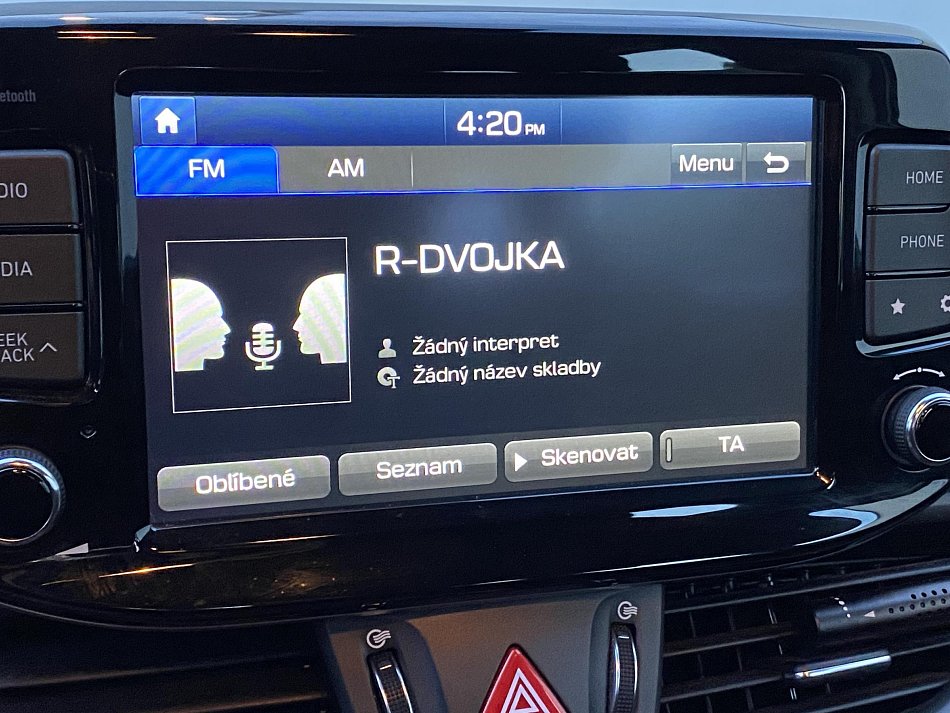 4:20 PM
FM AM Menu
R-DVOJKA
Žádný interpret
Žádný název skladby
Oblíbené Seznam Skenovat TA
HOME
PHONE